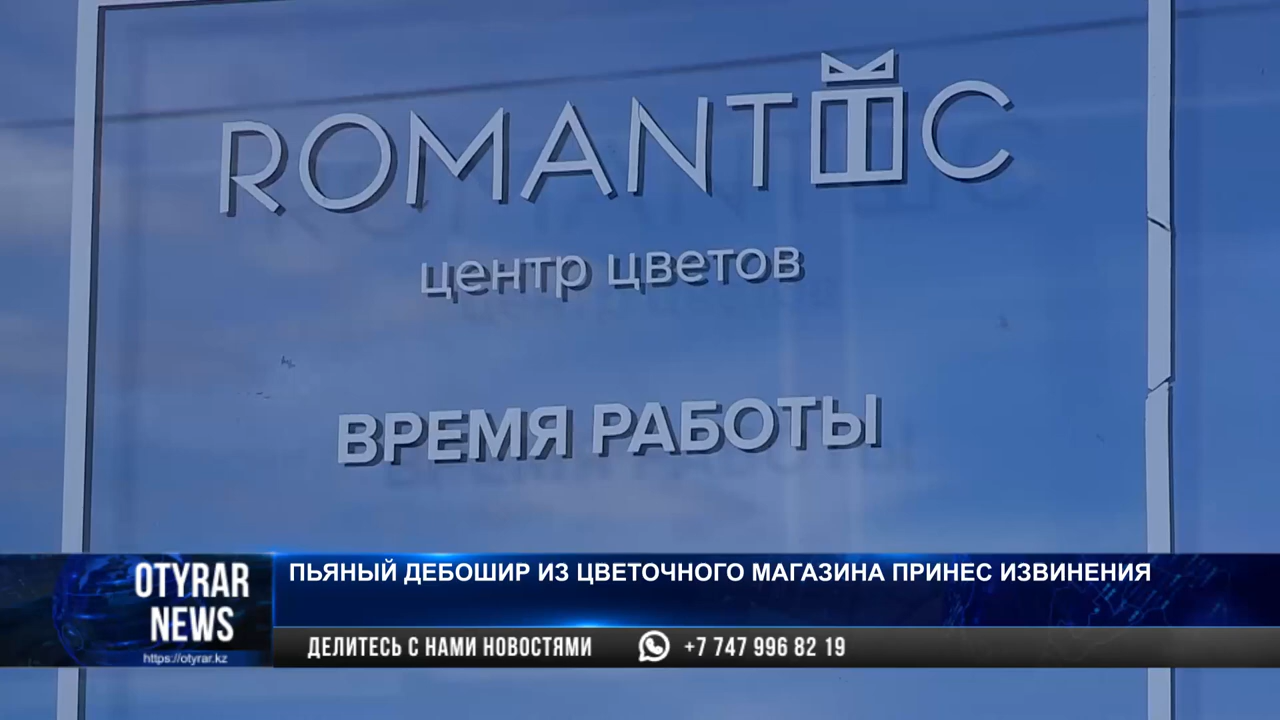 ROMANTIC
центр цветов
ВРЕМЯ РАБОТЫ
OTYRAR
NEWS
https://otyrar.kz
ПЬЯНЫЙ ДЕБОШИР ИЗ ЦВЕТОЧНОГО МАГАЗИНА ПРИНЕС ИЗВИНЕНИЯ
ДЕЛИТЕСЬ С НАМИ НОВОСТЯМИ +7 747 996 82 19